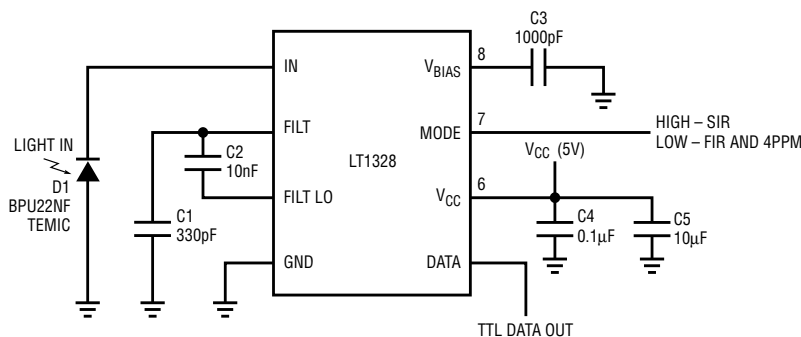 C3
1000pF
IN
VBIAS
8
FILT
MODE
7
HIGH – SIR
LOW – FIR AND 4PPM
LIGHT IN
D1
BPU22NF
TEMIC
C2
10nF
LT1328
VCC (5V)
FILT LO
VCC
6
C1
330pF
C4
0.1µF
C5
10µF
GND
DATA
TTL DATA OUT